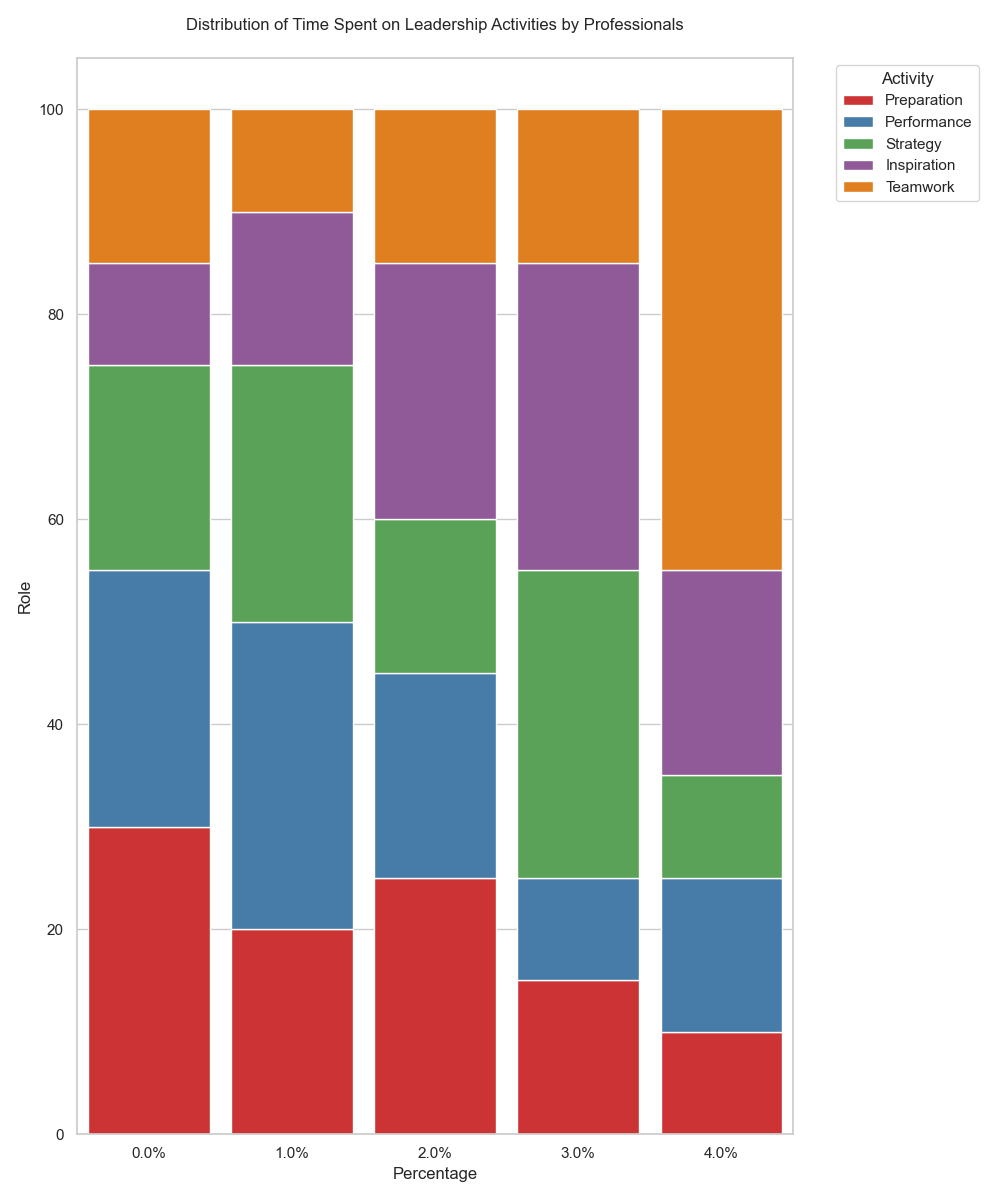 Distribution of Time Spent on Leadership Activities by Professionals
Activity
Preparation
Performance
Strategy
Inspiration
Teamwork
Role
100
80
60
40
20
0
0.0%
1.0%
2.0%
3.0%
4.0%
Percentage